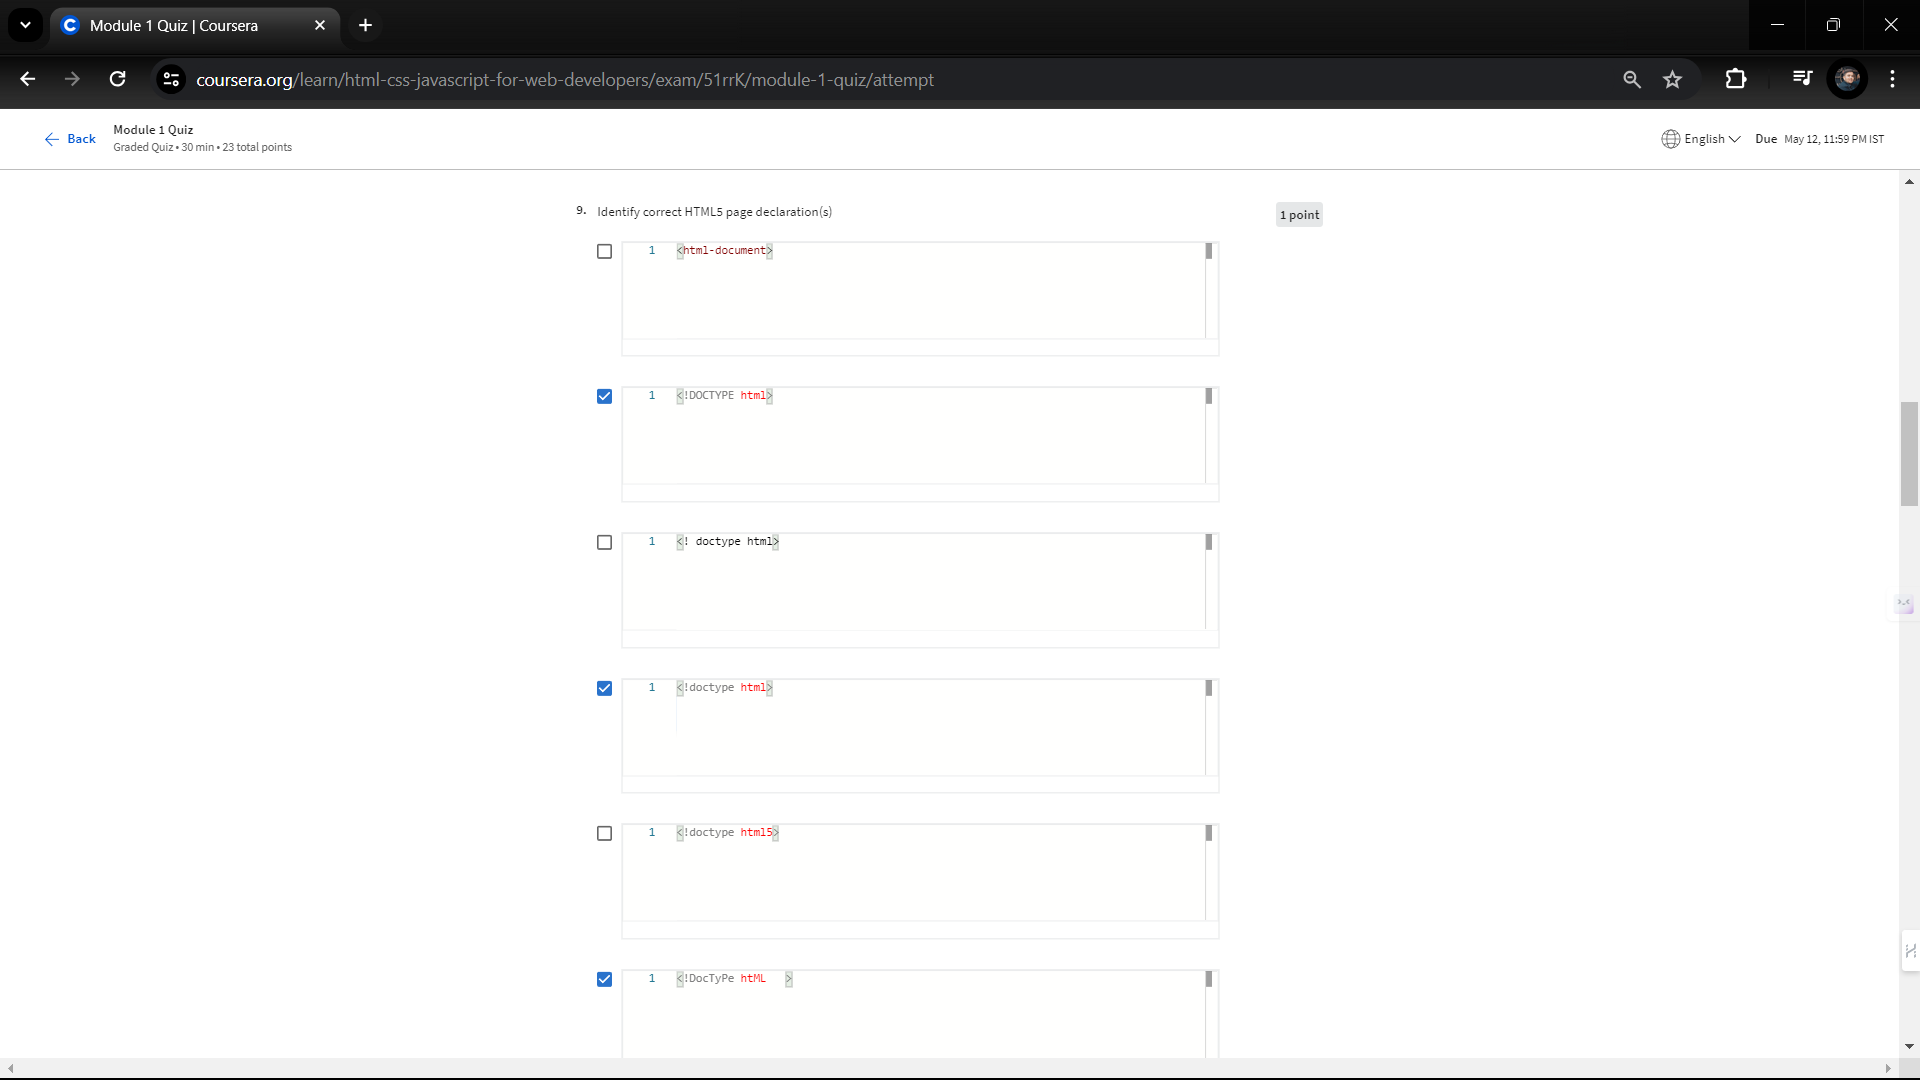 Module 1 Quiz | Coursera
coursera.org/learn/html-css-javascript-for-web-developers/exam/51rrK/module-1-quiz/attempt
Back
Module 1 Quiz
Graded Quiz • 30 min • 23 total points
English
Due May 12, 11:59 PM IST
9. Identify correct HTML5 page declaration(s)
1 point
1 <html-document>
1 <!DOCTYPE html>
1 <! doctype html>
1 <!doctype html>
1 <!doctype html5>
1 <!DocTyPe htML   >